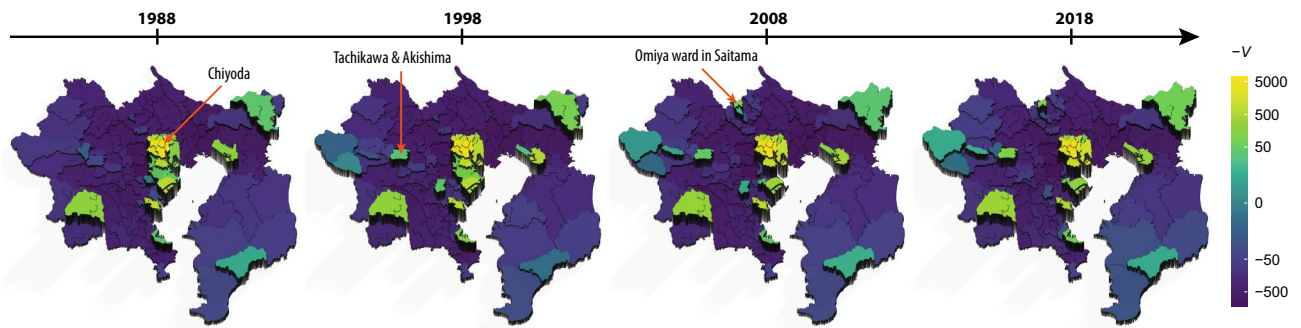 1988
1998
2008
2018
Chiyoda
Tachikawa & Akishima
Omiya ward in Saitama
−V
5000
500
50
0
−50
−500